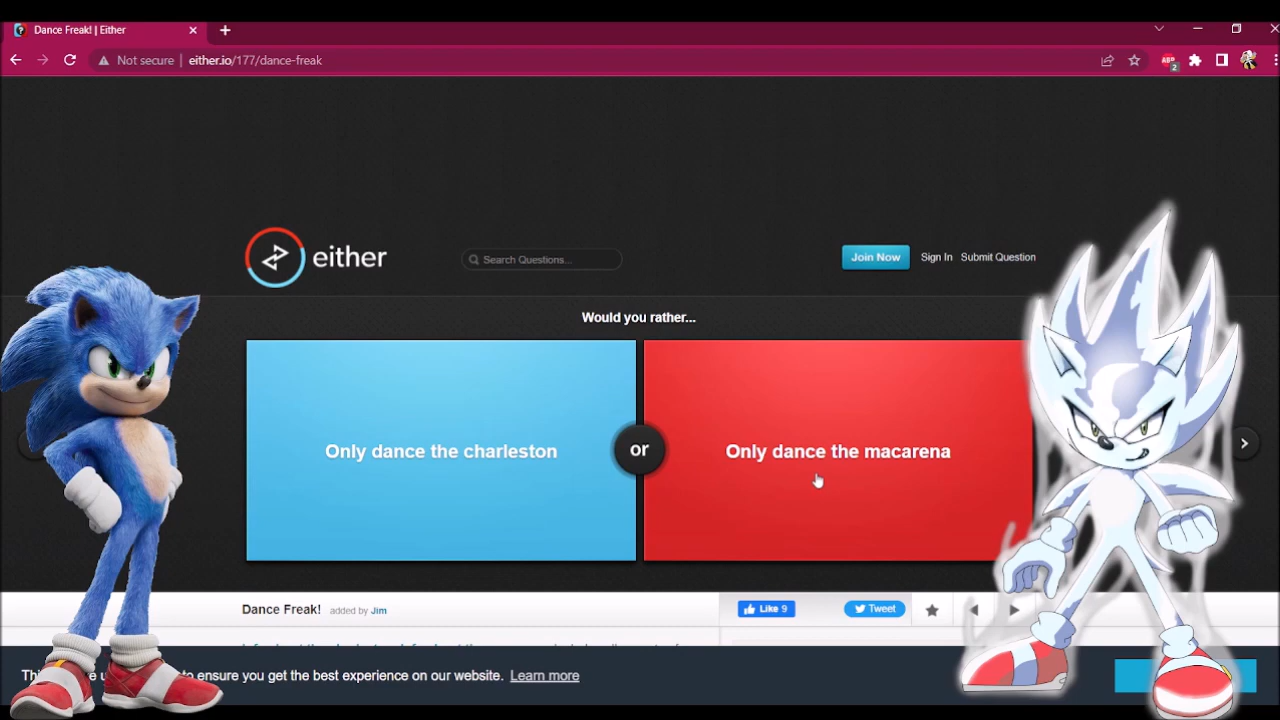 Dance Freak! | Either
Not secure | either.io/177/dance-freak
ABP
2
either
Search Questions...
Join Now
Sign In
Submit Question
Would you rather...
Only dance the charleston
or
Only dance the macarena
Dance Freak! added by Jim
Like 9
Tweet
to ensure you get the best experience on our website. Learn more